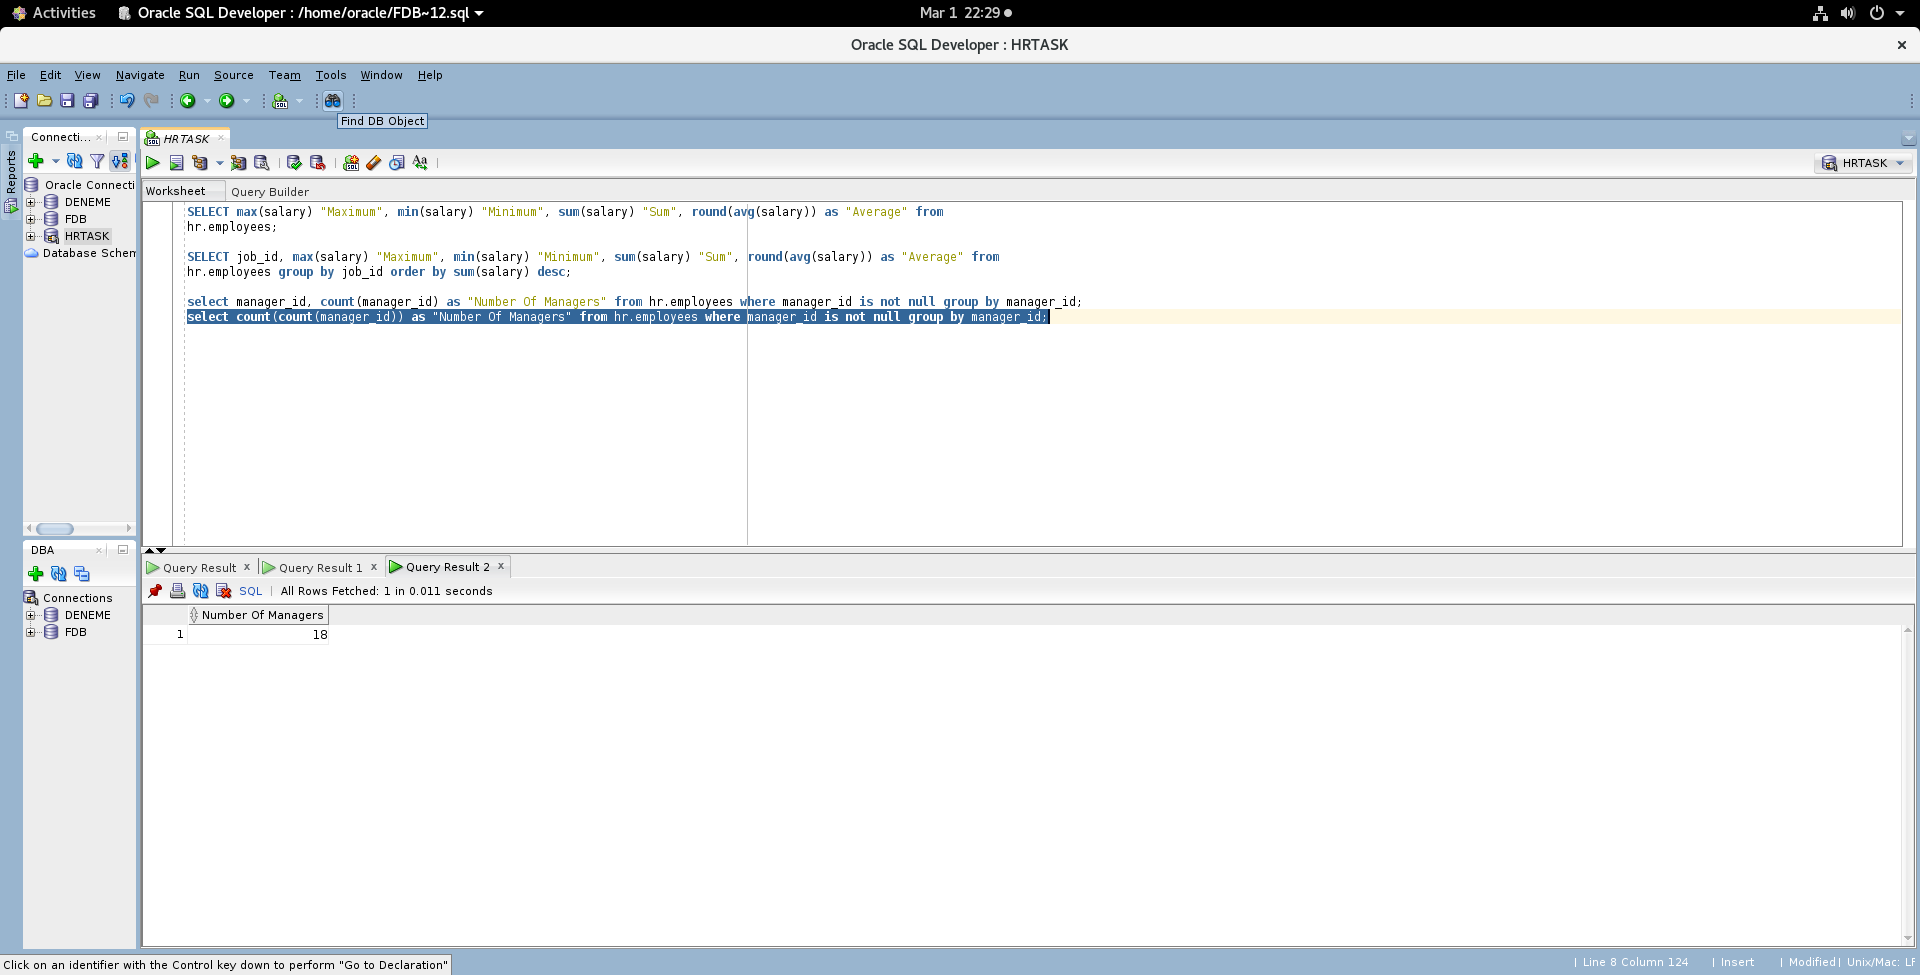 Activities
Oracle SQL Developer : /home/oracle/FDB~12.sql
Mar 1 22:29
Oracle SQL Developer : HRTASK
File Edit View Navigate Run Source Team Tools Window Help
Find DB Object
Reports
Connecti...
Oracle Connecti
DENEME
FDB
HRTASK
Database Schem
HRTASK
HRTASK
Worksheet
Query Builder
SELECT max(salary) "Maximum", min(salary) "Minimum", sum(salary) "Sum", round(avg(salary)) as "Average" from
hr.employees;
SELECT job_id, max(salary) "Maximum", min(salary) "Minimum", sum(salary) "Sum", round(avg(salary)) as "Average" from
hr.employees group by job_id order by sum(salary) desc;
select manager_id, count(manager_id) as "Number Of Managers" from hr.employees where manager_id is not null group by manager_id;
select count(count(manager_id)) as "Number Of Managers" from hr.employees where manager_id is not null group by manager_id;
DBA
Connections
DENEME
FDB
Query Result
Query Result 1
Query Result 2
SQL
All Rows Fetched: 1 in 0.011 seconds
Number Of Managers
1 18
Click on an identifier with the Control key down to perform "Go to Declaration"
Line 8 Column 124
Insert
Modified
Unix/Mac: LF